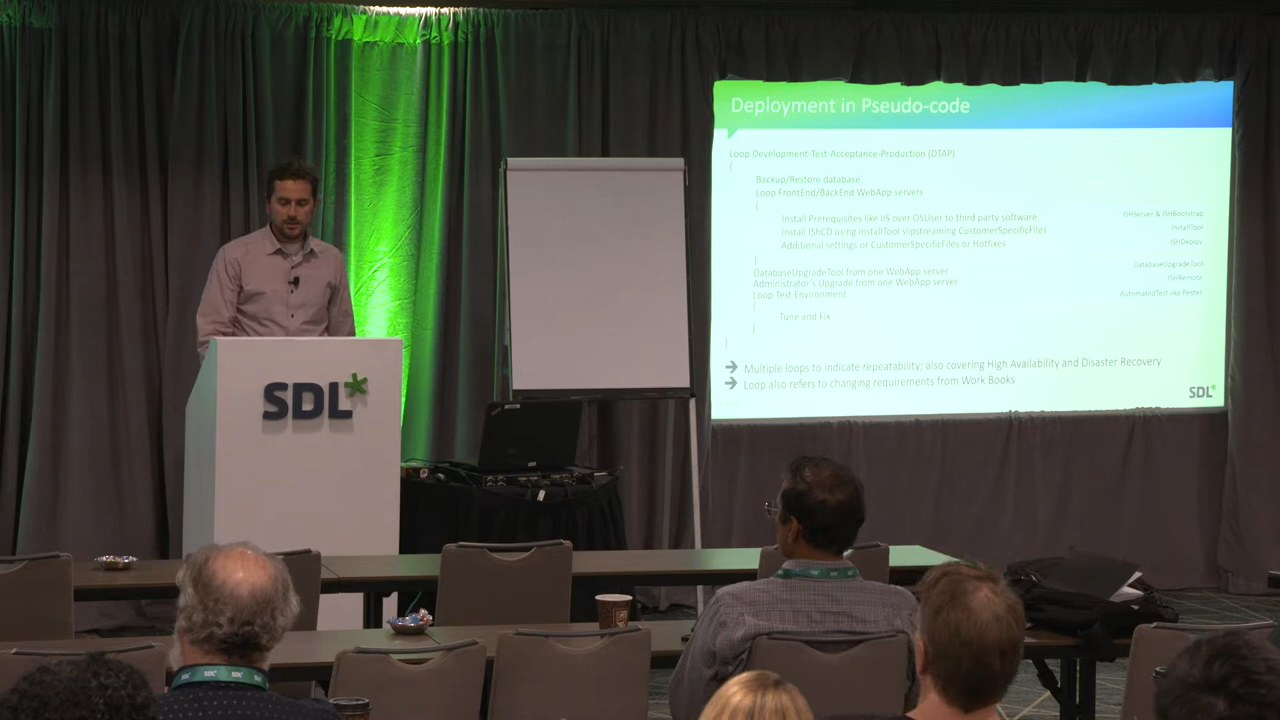 Deployment in Pseudo-code
Loop Development-Test-Acceptance-Production (DTAP)
{
Backup/Restore database
Loop FrontEnd/BackEnd WebApp servers
{
Install Prerequisites like IIS over OSUser to third party software ISHServer & ISHBootstrap
Install ISHCD using InstallTool slipstreaming CustomerSpecificFiles InstallTool
Additional settings or CustomerSpecificFiles or Hotfixes ISHDeploy
}
DatabaseUpgradeTool from one WebApp server DatabaseUpgradeTool
Administrator's Upgrade from one WebApp server ISHRemote
Loop Test Environment AutomatedTest like Pester
{
Tune and Fix
}
}
→ Multiple loops to indicate repeatability; also covering High Availability and Disaster Recovery
→ Loop also refers to changing requirements from Work Books
SDL*
SDL*
SDL*